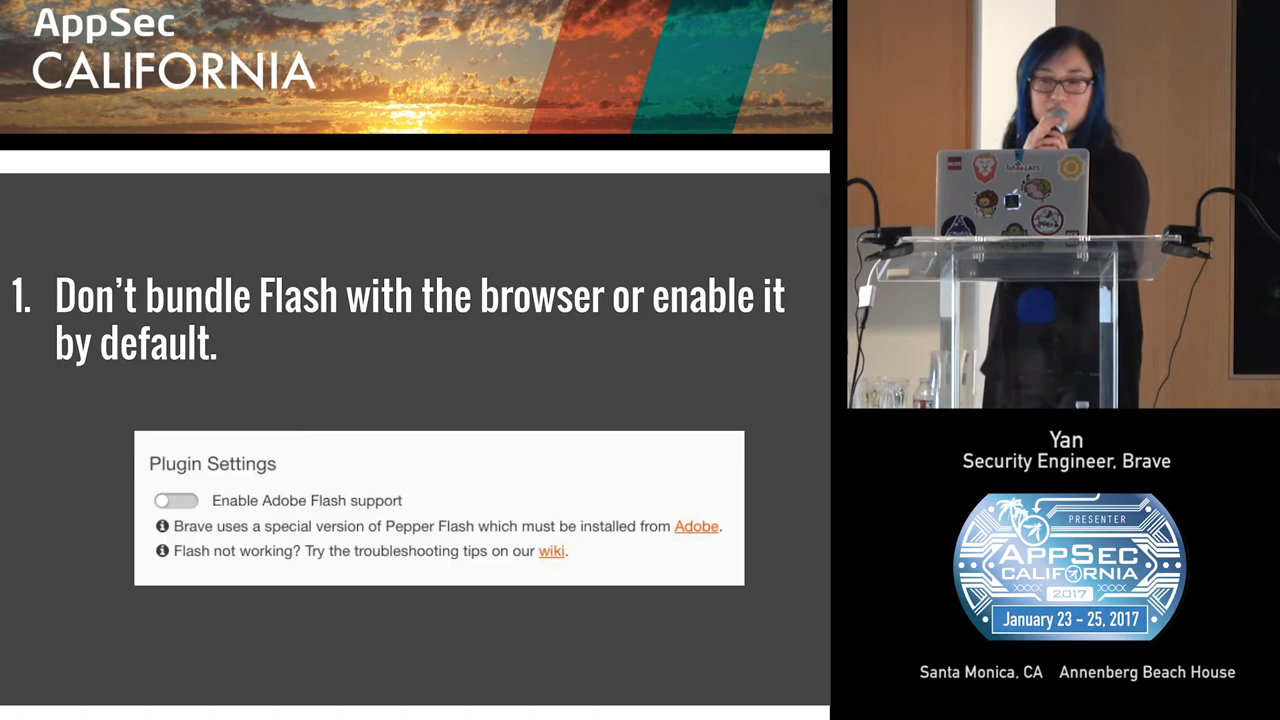 AppSec
CALIFORNIA
1. Don't bundle Flash with the browser or enable it
by default.
Plugin Settings
Enable Adobe Flash support
Brave uses a special version of Pepper Flash which must be installed from Adobe.
Flash not working? Try the troubleshooting tips on our wiki.
Yan
Security Engineer, Brave
PRESENTER
APPSEC
CALIFORNIA
2017
January 23 - 25, 2017
Santa Monica, CA Annenberg Beach House